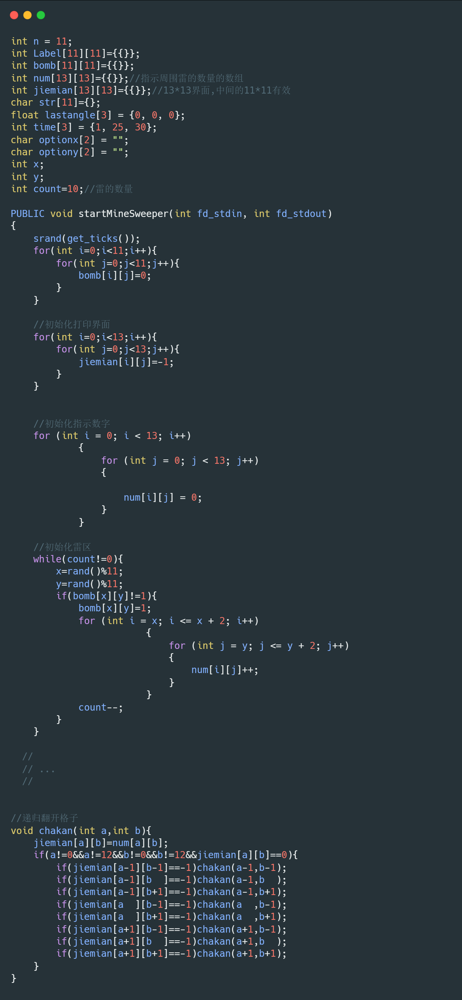 int n = 11;
int Label[11][11]={{}};
int bomb[11][11]={{}};
int num[13][13]={{}};//指示周围雷的数量的数组
int jiemian[13][13]={{}};//13*13界面,中间的11*11有效
char str[11]={};
float lastangle[3] = {0, 0, 0};
int time[3] = {1, 25, 30};
char optionx[2] = "";
char optiony[2] = "";
int x;
int y;
int count=10;//雷的数量
PUBLIC void startMineSweeper(int fd_stdin, int fd_stdout)
{
    srand(get_ticks());
    for(int i=0;i<11;i++){
        for(int j=0;j<11;j++){
            bomb[i][j]=0;
        }
    }
    //初始化打印界面
    for(int i=0;i<13;i++){
        for(int j=0;j<13;j++){
            jiemian[i][j]=-1;
        }
    }
    //初始化指示数字
    for (int i = 0; i < 13; i++)
            {
                for (int j = 0; j < 13; j++)
                {
                    num[i][j] = 0;
                }
            }
    //初始化雷区
    while(count!=0){
        x=rand()%11;
        y=rand()%11;
        if(bomb[x][y]!=1){
            bomb[x][y]=1;
            for (int i = x; i <= x + 2; i++)
                        {
                            for (int j = y; j <= y + 2; j++)
                            {
                                num[i][j]++;
                            }
                        }
            count--;
        }
    }
  //
  // ...
  //
//递归翻开格子
void chakan(int a,int b){
    jiemian[a][b]=num[a][b];
    if(a!=0&&a!=12&&b!=0&&b!=12&&jiemian[a][b]==0){
        if(jiemian[a-1][b-1]==-1)chakan(a-1,b-1);
        if(jiemian[a-1][b  ]==-1)chakan(a-1,b  );
        if(jiemian[a-1][b+1]==-1)chakan(a-1,b+1);
        if(jiemian[a  ][b-1]==-1)chakan(a  ,b-1);
        if(jiemian[a  ][b+1]==-1)chakan(a  ,b+1);
        if(jiemian[a+1][b-1]==-1)chakan(a+1,b-1);
        if(jiemian[a+1][b  ]==-1)chakan(a+1,b  );
        if(jiemian[a+1][b+1]==-1)chakan(a+1,b+1);
    }
}